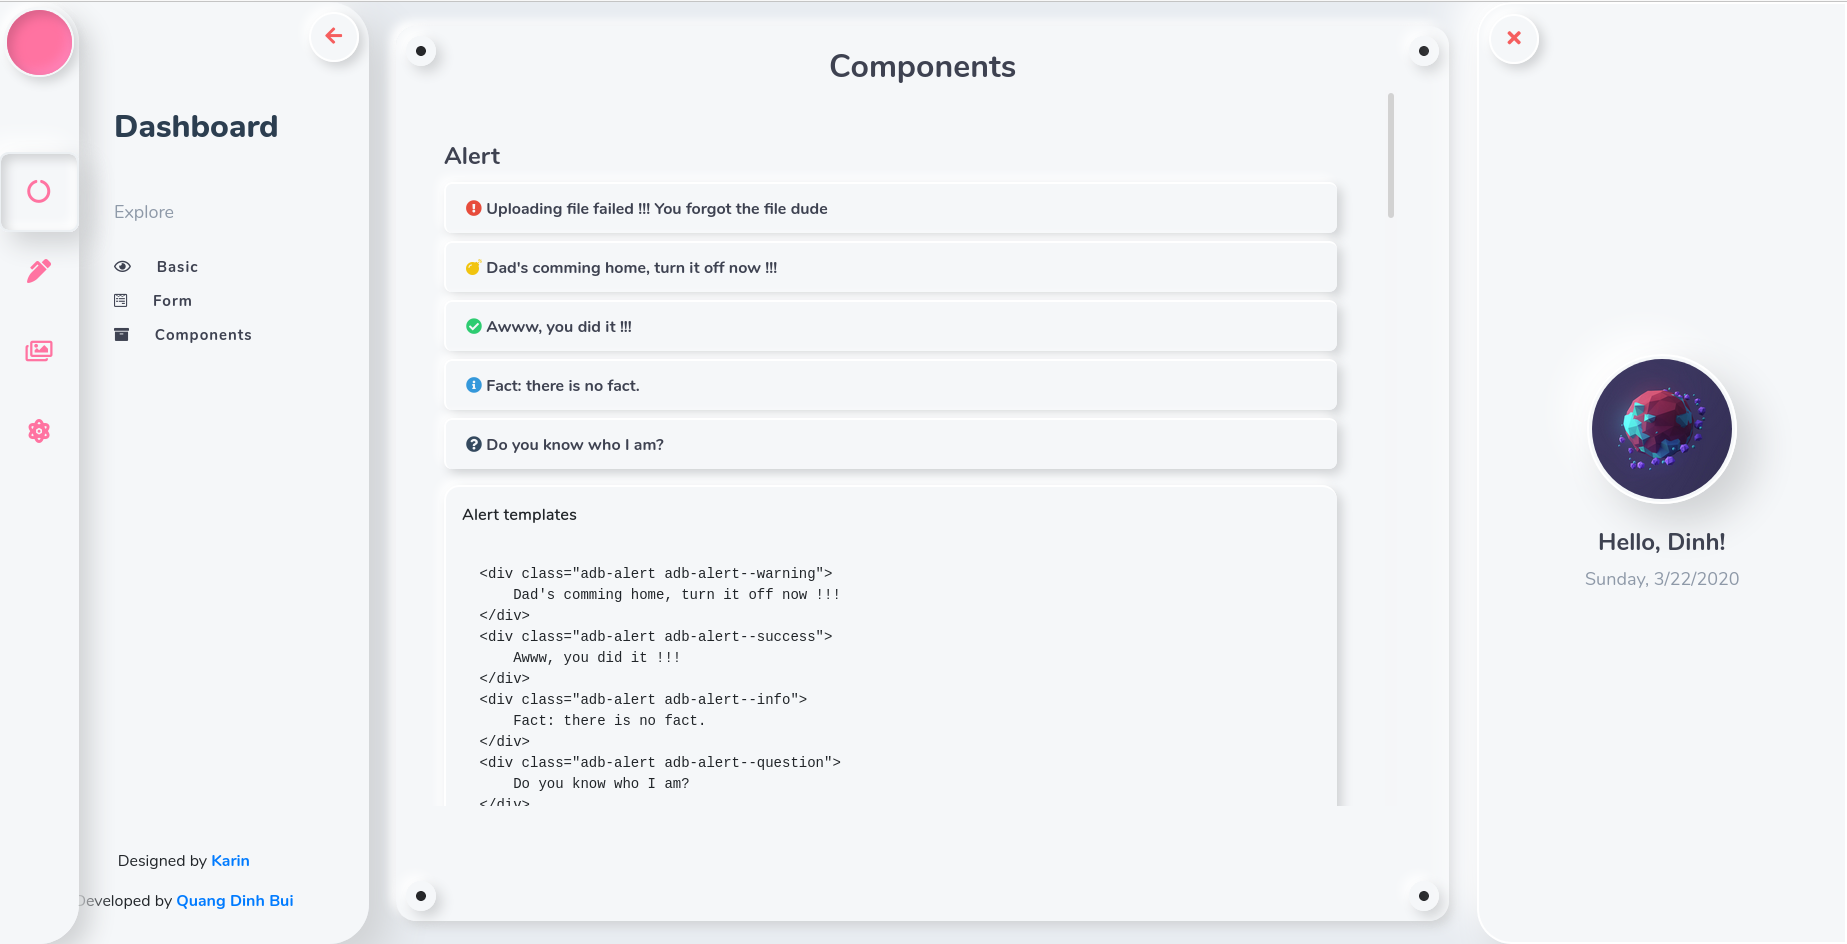 Dashboard
Explore
Basic
Form
Components
Designed by Karin
Developed by Quang Dinh Bui
Components
Alert
Uploading file failed !!! You forgot the file dude
Dad's comming home, turn it off now !!!
Awww, you did it !!!
Fact: there is no fact.
Do you know who I am?
Alert templates
<div class="adb-alert adb-alert--warning">
    Dad's comming home, turn it off now !!!
</div>
<div class="adb-alert adb-alert--success">
    Awww, you did it !!!
</div>
<div class="adb-alert adb-alert--info">
    Fact: there is no fact.
</div>
<div class="adb-alert adb-alert--question">
    Do you know who I am?
</div>
Hello, Dinh!
Sunday, 3/22/2020